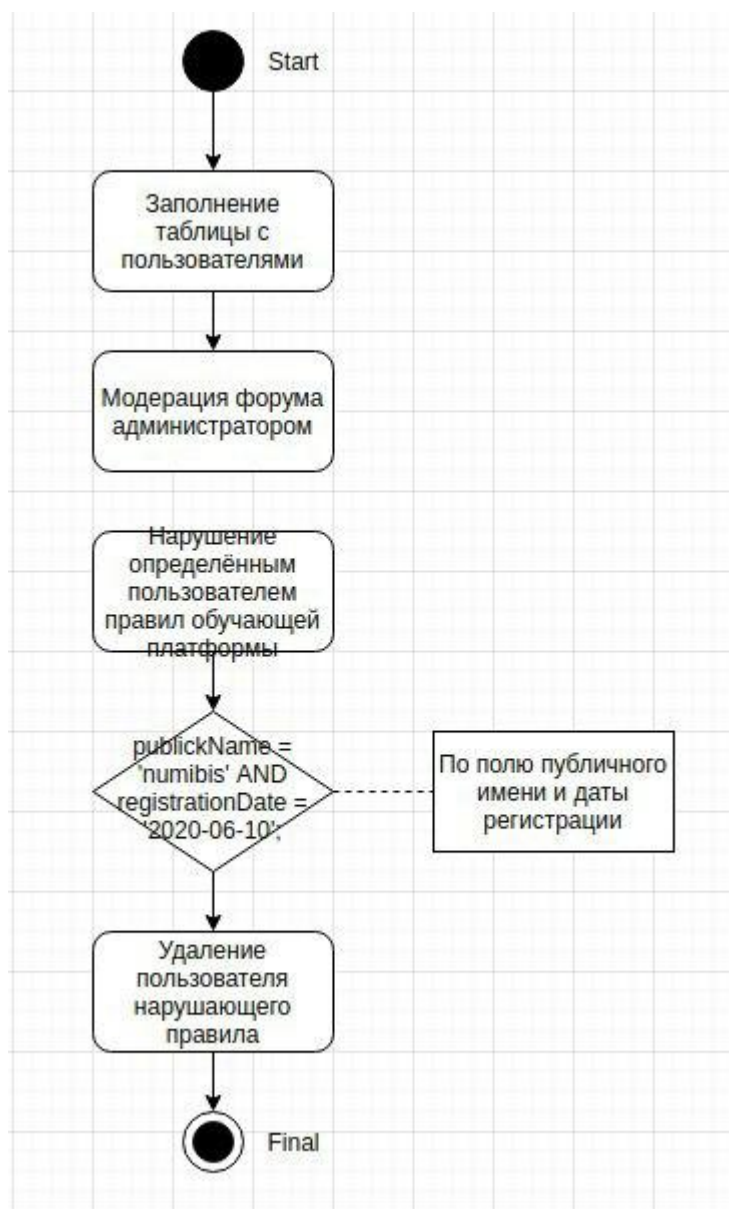 Start
Заполнение
таблицы с
пользователями
Модерация форума
администратором
Нарушение
определённым
пользователем
правил обучающей
платформы
publickName =
'numibis' AND
registrationDate =
'2020-06-10';
По полю публичного
имени и даты
регистрации
Удаление
пользователя
нарушающего
правила
Final